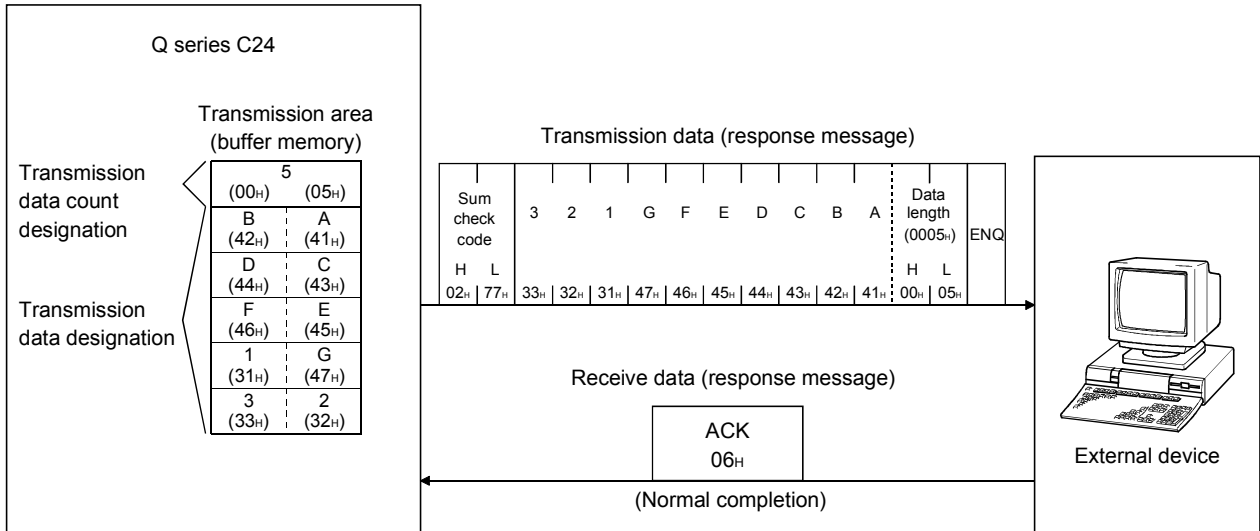 Q series C24
Transmission area
(buffer memory)
Transmission
data count
designation
5
(00H) (05H)
B A
(42H) (41H)
D C
(44H) (43H)
Transmission
data designation
F E
(46H) (45H)
1 G
(31H) (47H)
3 2
(33H) (32H)
Transmission data (response message)
Sum
check
code
H L
3 2 1 G F E D C B A
Data
length
(0005H)
H L
ENQ
02H 77H 33H 32H 31H 47H 46H 45H 44H 43H 42H 41H 00H 05H
Receive data (response message)
ACK
06H
(Normal completion)
External device